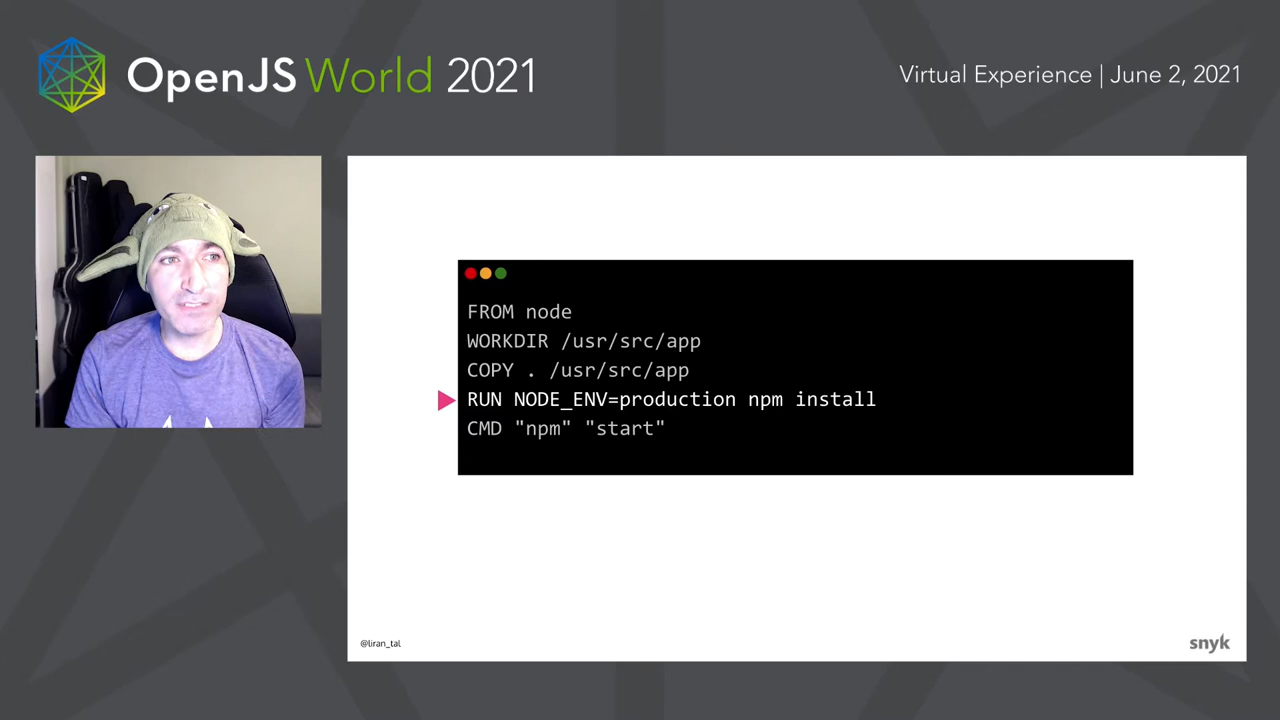 OpenJS World 2021
Virtual Experience | June 2, 2021
FROM node
WORKDIR /usr/src/app
COPY . /usr/src/app
RUN NODE_ENV=production npm install
CMD "npm" "start"
@liran_tal
snyk